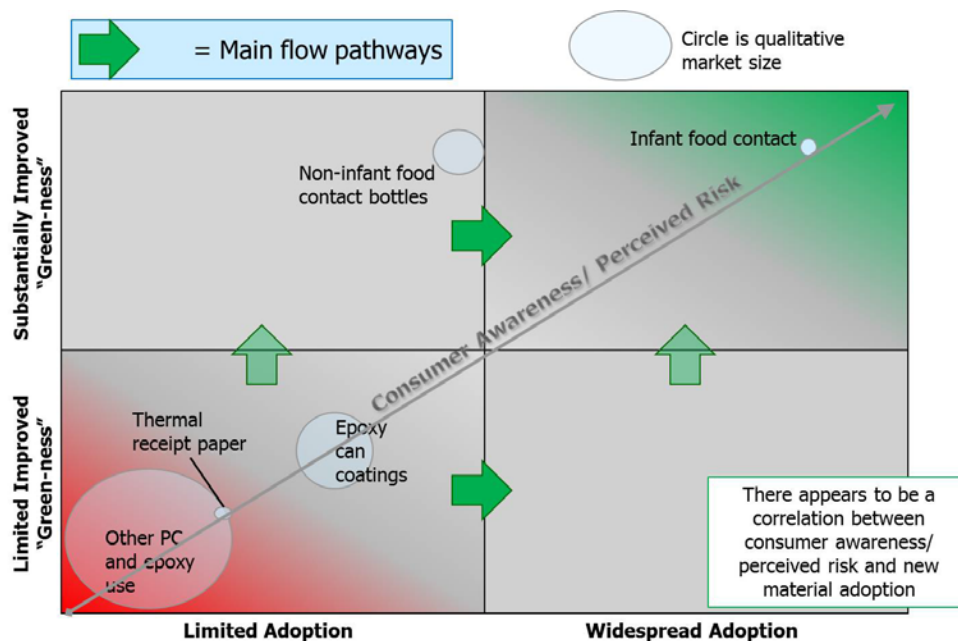 = Main flow pathways
Circle is qualitative
market size
Substantially Improved
“Green-ness”
Limited Improved
“Green-ness”
Non-infant food
contact bottles
Infant food contact
Consumer Awareness/ Perceived Risk
Thermal
receipt paper
Epoxy
can
coatings
Other PC
and epoxy
use
There appears to be a
correlation between
consumer awareness/
perceived risk and new
material adoption
Limited Adoption
Widespread Adoption